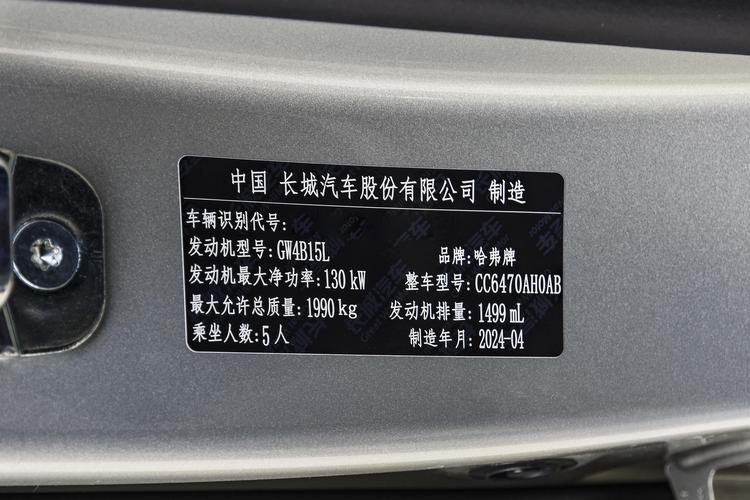 中国 长城汽车股份有限公司 制造
车辆识别代号:
发动机型号: GW4B15L 品牌: 哈弗牌
发动机最大净功率: 130 kW 整车型号: CC6470AH0AB
最大允许总质量: 1990 kg 发动机排量: 1499 mL
乘坐人数: 5 人 制造年月: 2024-04